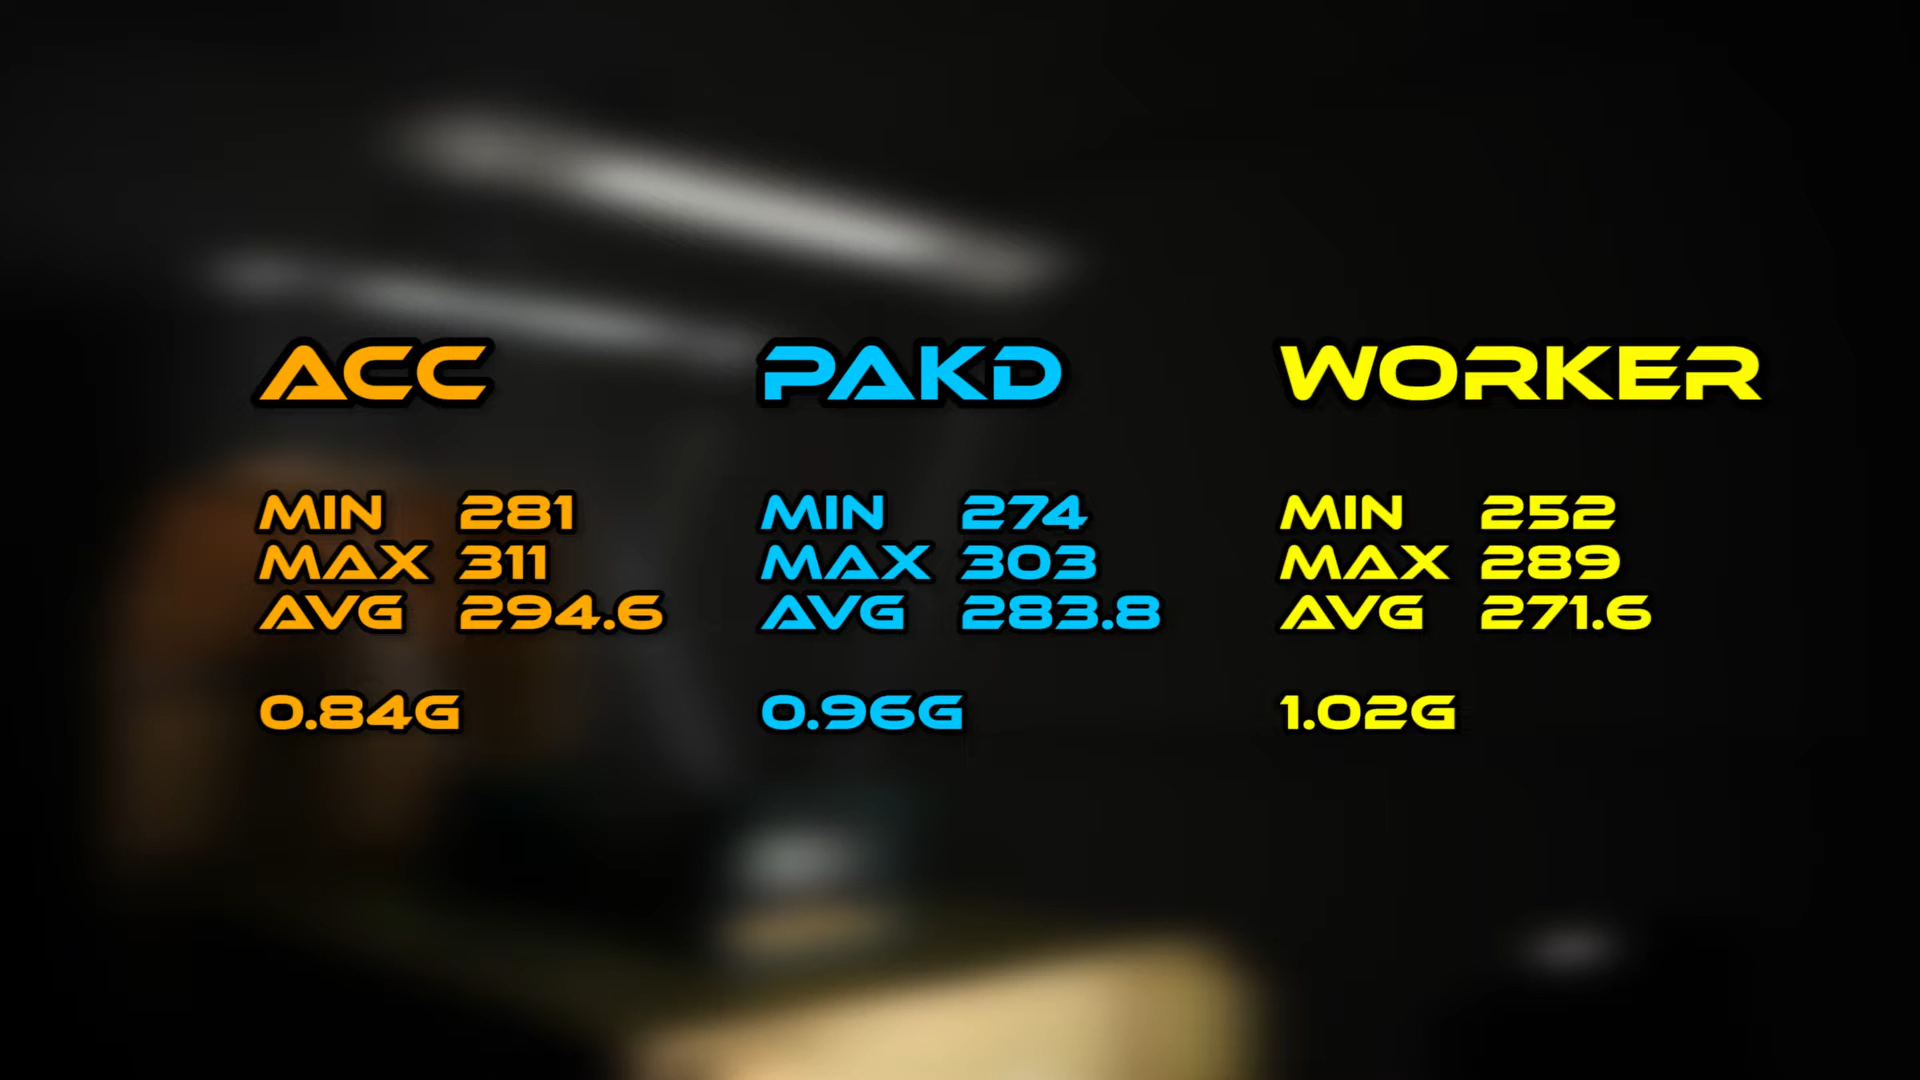 ACC
MIN 281
MAX 311
AVG 294.6
0.84G
PAKD
MIN 274
MAX 303
AVG 283.8
0.96G
WORKER
MIN 252
MAX 289
AVG 271.6
1.02G